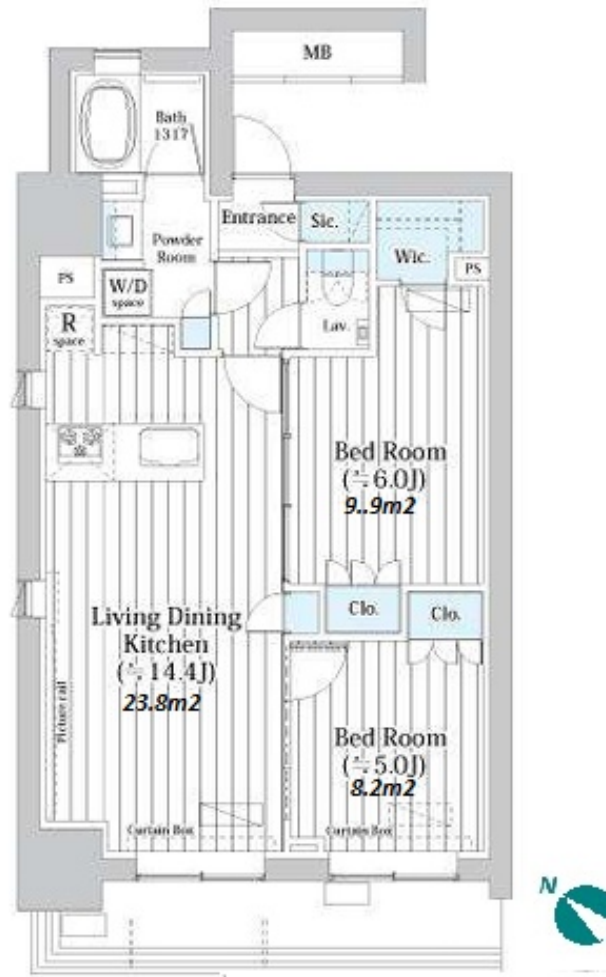 MB
Bath
1317
Entrance
Sic.
Powder
Room
Wic.
PS
PS
W/D
space
R
space
Lav.
Bed Room
(≒6.0J)
9..9m2
Clo.
Clo.
Living Dining
Kitchen
(≒14.4J)
23.8m2
Picture rail
Bed Room
(≒5.0J)
8.2m2
Curtain Box
Curtain Box
N